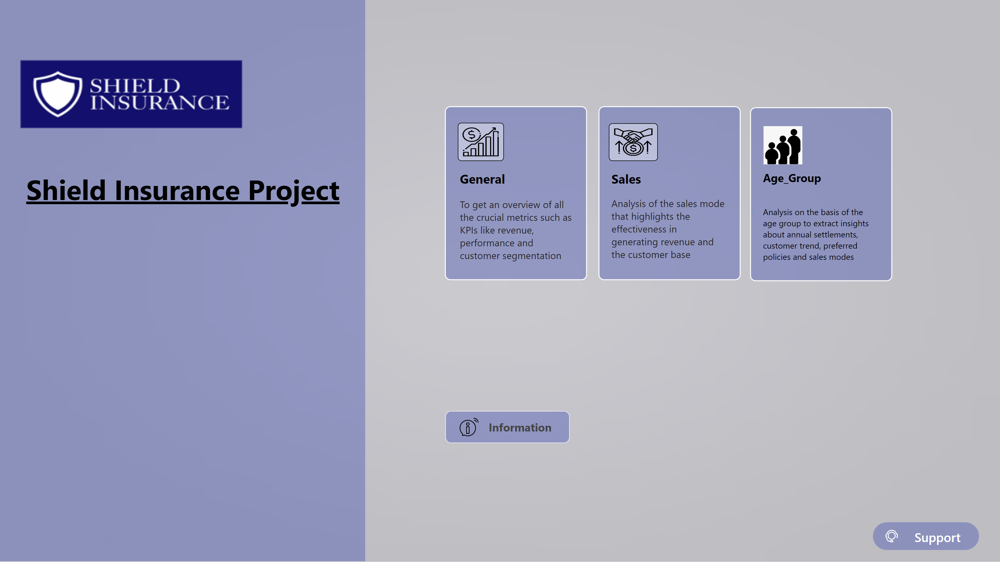 SHIELD
INSURANCE
Shield Insurance Project
General
To get an overview of all
the crucial metrics such as
KPIs like revenue,
performance and
customer segmentation
Sales
Analysis of the sales mode
that highlights the
effectiveness in
generating revenue and
the customer base
Age_Group
Analysis on the basis of the
age group to extract insights
about annual settlements,
customer trend, preferred
policies and sales modes
Information
Support